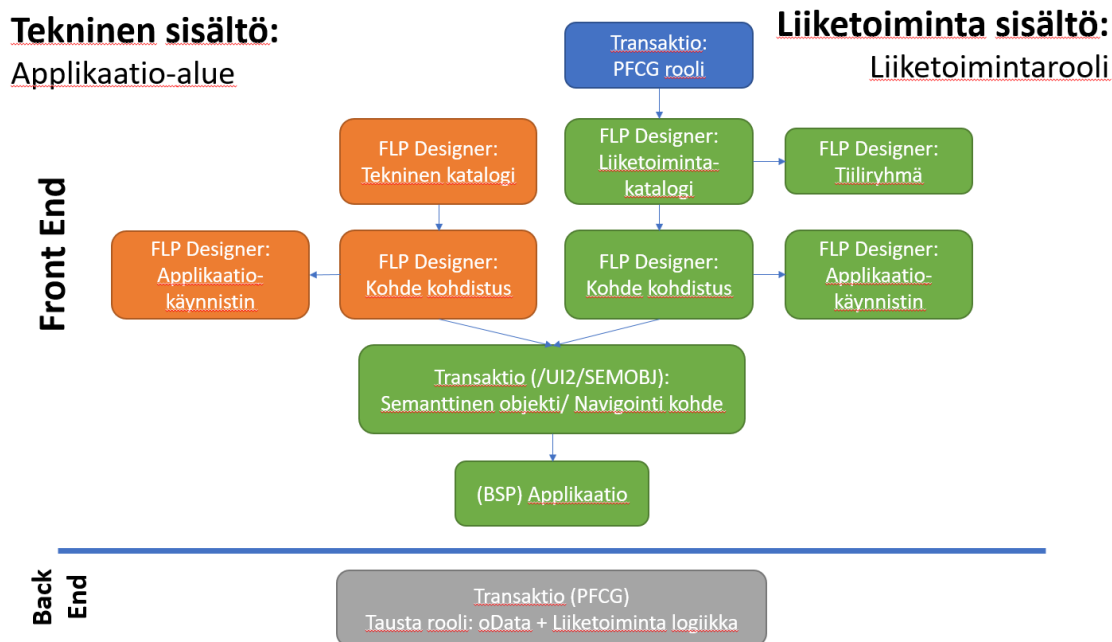 Tekninen sisältö:
Applikaatio-alue
Liiketoiminta sisältö:
Liiketoimintarooli
Transaktio:
PFCG rooli
Front End
FLP Designer:
Tekninen katalogi
FLP Designer:
Liiketoiminta-
katalogi
FLP Designer:
Tiiliryhmä
FLP Designer:
Applikaatio-
käynnistin
FLP Designer:
Kohde kohdistus
FLP Designer:
Kohde kohdistus
FLP Designer:
Applikaatio-
käynnistin
Transaktio (/UI2/SEMOBJ):
Semanttinen objekti/ Navigointi kohde
(BSP) Applikaatio
Back
End
Transaktio (PFCG)
Tausta rooli: oData + Liiketoiminta logiikka